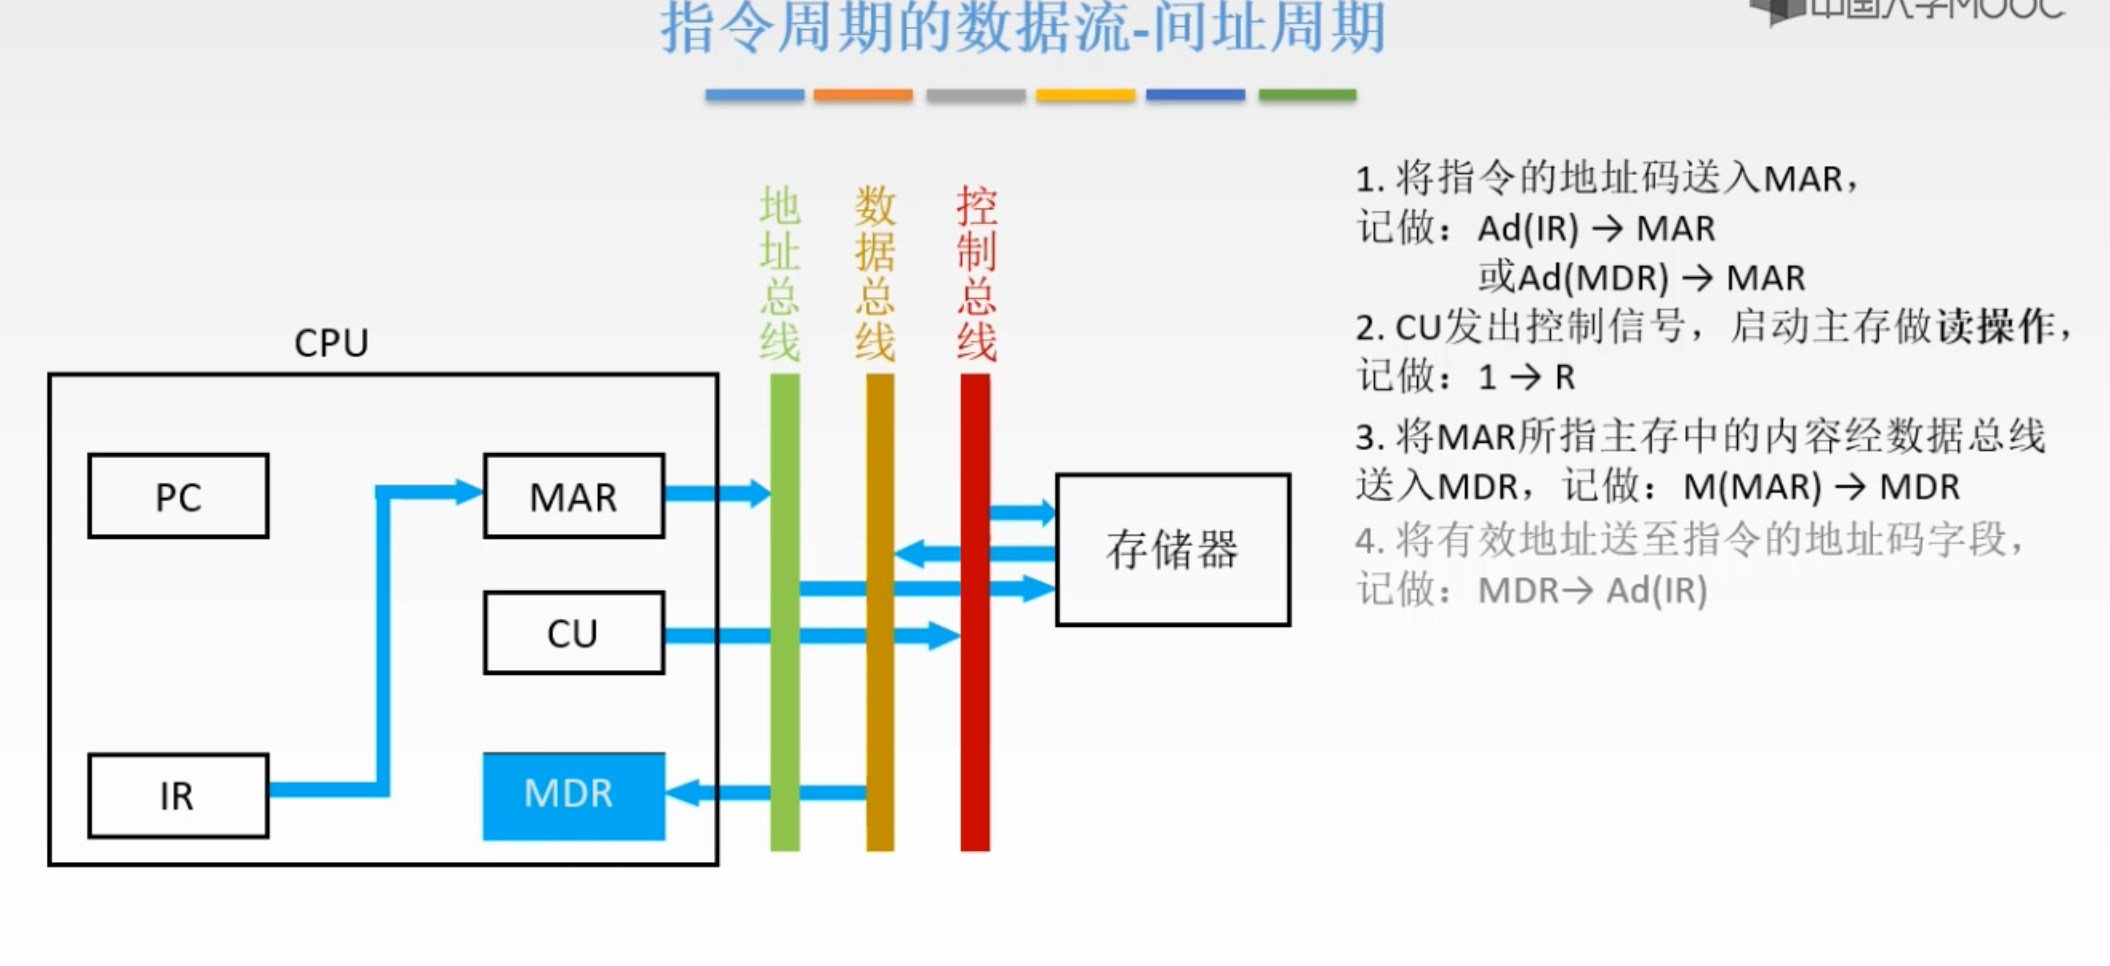 指令周期的数据流-间址周期
中国大学MOOC
地址总线
数据总线
控制总线
CPU
PC
MAR
CU
IR
MDR
存储器
1. 将指令的地址码送入MAR，
记做：Ad(IR) → MAR
或Ad(MDR) → MAR
2. CU发出控制信号，启动主存做读操作，
记做：1 → R
3. 将MAR所指主存中的内容经数据总线
送入MDR，记做：M(MAR) → MDR
4. 将有效地址送至指令的地址码字段，
记做：MDR→ Ad(IR)